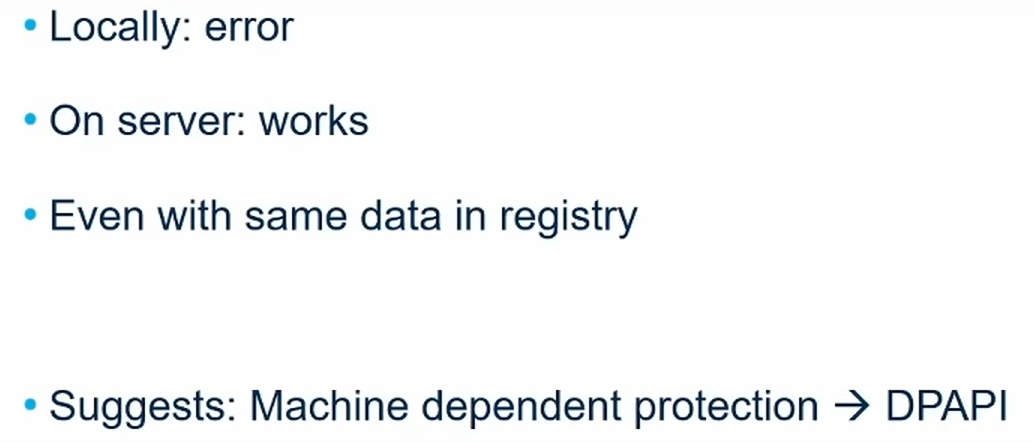 • Locally: error
• On server: works
• Even with same data in registry
• Suggests: Machine dependent protection → DPAPI